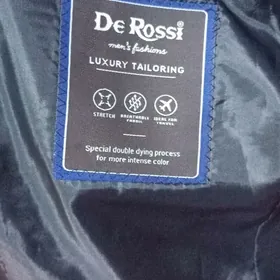 De Rossi
men's fashions
LUXURY TAILORING
STRETCH
BREATHABLE
FABRIC
IDEAL FOR
TRAVEL
Special double dying process
for more intense color